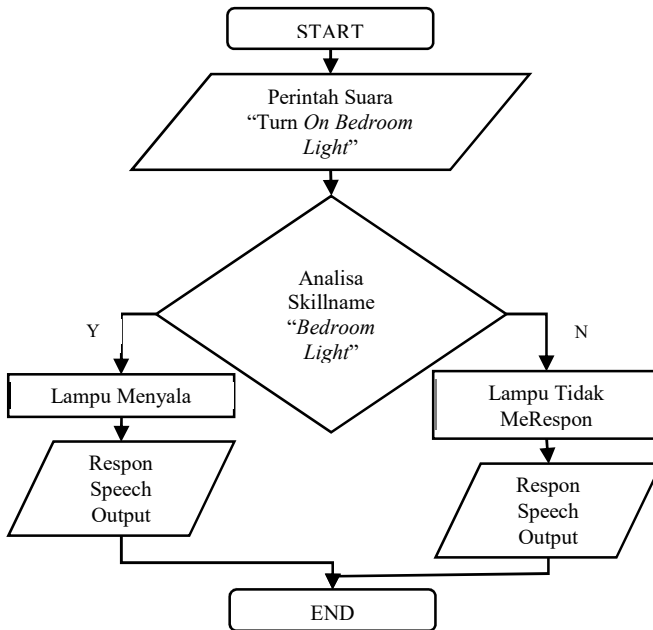 START
Perintah Suara
“Turn On Bedroom
Light”
Analisa
Skillname
“Bedroom
Light”
Y
N
Lampu Menyala
Lampu Tidak
MeRespon
Respon
Speech
Output
Respon
Speech
Output
END